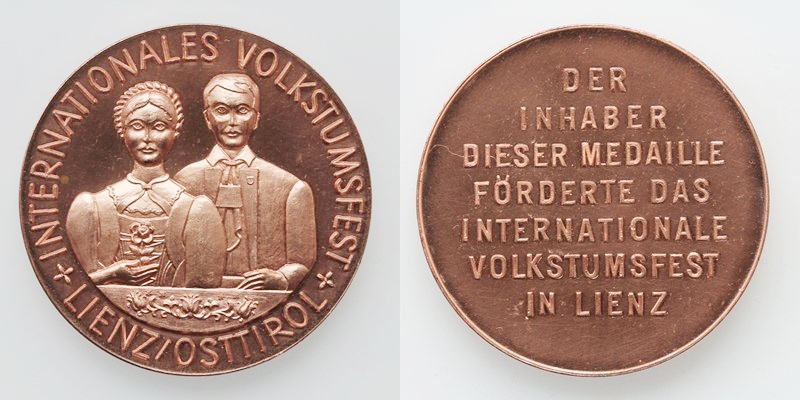 INTERNATIONALES VOLKSTUMSFEST
LIENZ/OSTTIROL
DER
INHABER
DIESER MEDAILLE
FÖRDERTE DAS
INTERNATIONALE
VOLKSTUMSFEST
IN LIENZ